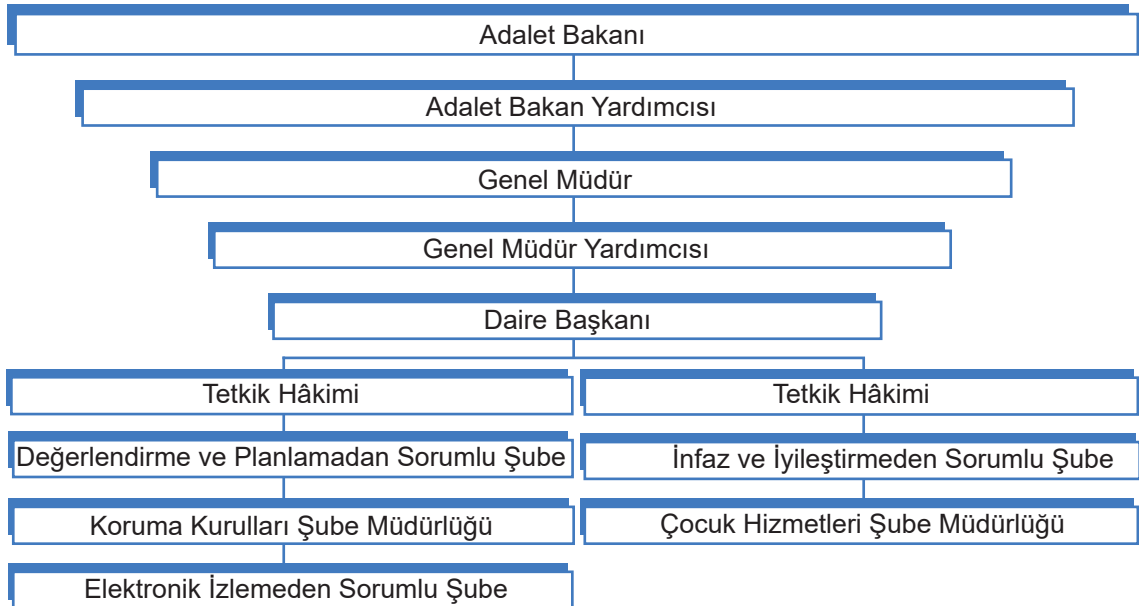 Adalet Bakanı
Adalet Bakan Yardımcısı
Genel Müdür
Genel Müdür Yardımcısı
Daire Başkanı
Tetkik Hâkimi
Değerlendirme ve Planlamadan Sorumlu Şube
Koruma Kurulları Şube Müdürlüğü
Elektronik İzlemeden Sorumlu Şube
Tetkik Hâkimi
İnfaz ve İyileştirmeden Sorumlu Şube
Çocuk Hizmetleri Şube Müdürlüğü